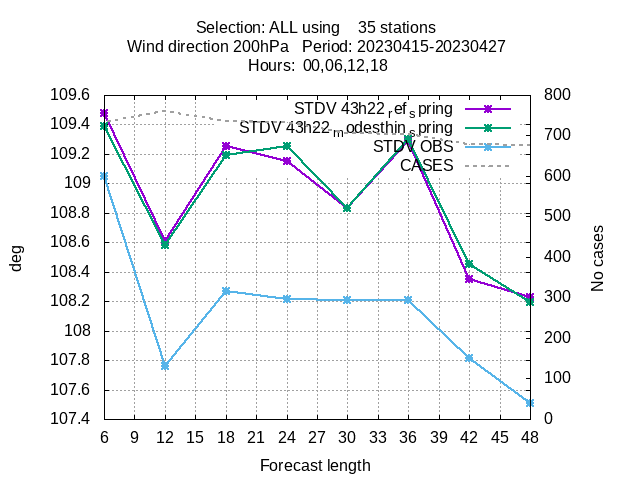 Selection: ALL using 35 stations
Wind direction 200hPa Period: 20230415-20230427
Hours: 00,06,12,18
109.6
109.4
109.2
109
108.8
108.6
108.4
108.2
108
107.8
107.6
107.4
deg
STDV 43h22_ref_spring
STDV 43h22_modesthin_spring
STDV OBS
CASES
800
700
600
500
400
300
200
100
0
No cases
6 9 12 15 18 21 24 27 30 33 36 39 42 45 48
Forecast length